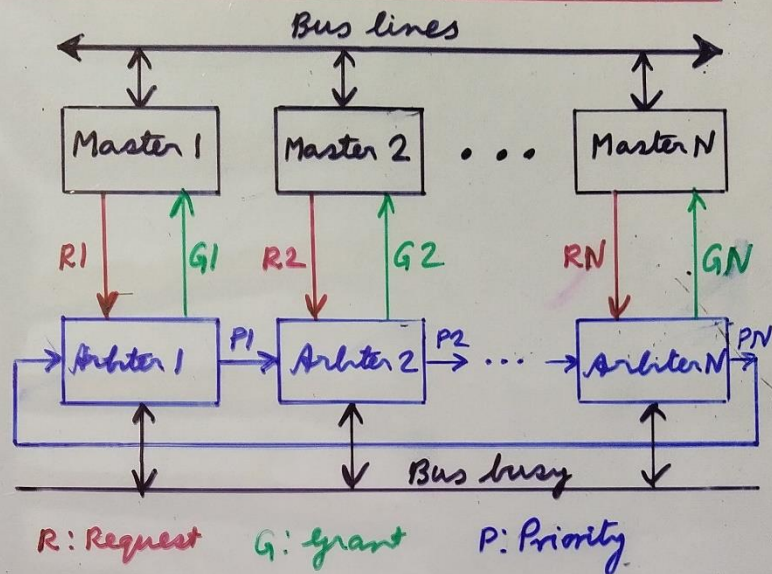 Bus lines
Master 1 Master 2 ... Master N
R1 G1 R2 G2 RN GN
Arbiter 1 P1 Arbiter 2 P2 ... Arbiter N PN
Bus busy
R: Request G: Grant P: Priority